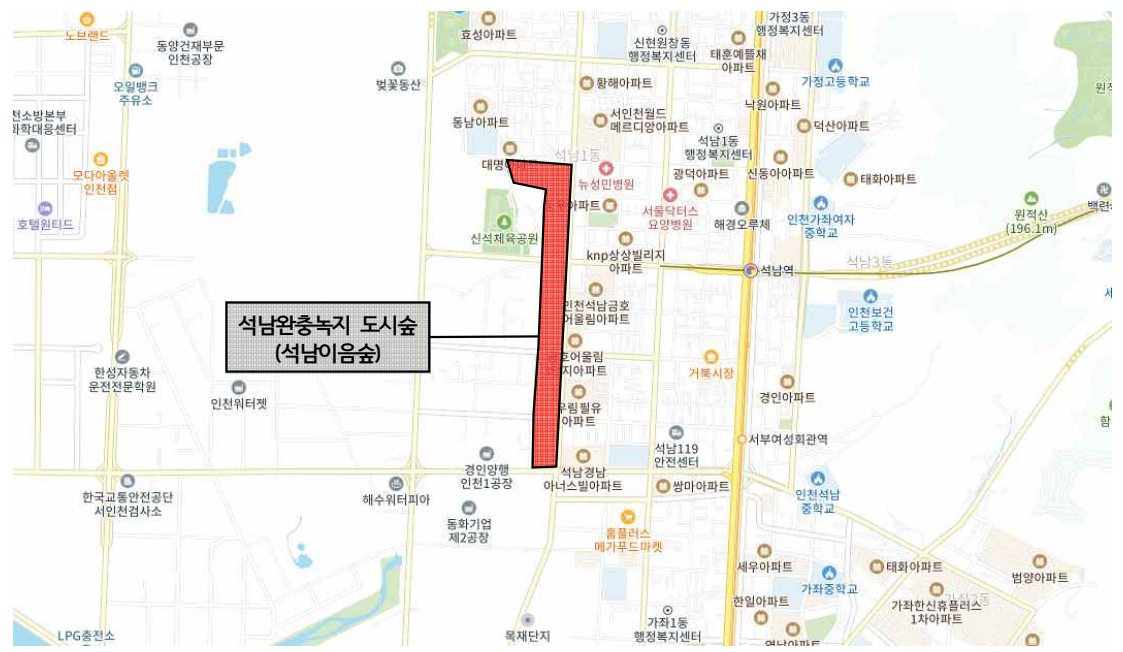 노브랜드
동양건재부문
인천공장
효성아파트
가정3동
행정복지센터
신현원창동
행정복지센터
태훈예뜰채
아파트
가정고등학교
오일뱅크
주유소
벚꽃동산
황해아파트
낙원아파트
동남아파트
서인천월드
메르디앙아파트
석남1동
행정복지센터
덕산아파트
모다아울렛
인천점
석남1동
뉴성민병원
광덕아파트
신동아아파트
태화아파트
호텔원티드
서울닥터스
요양병원
해경오루체
인천가좌여자
중학교
원적산
(196.1m)
신석체육공원
knp상상빌리지
아파트
석남역
석남3동
인천석남금호
어울림아파트
인천보건
고등학교
석남완충녹지 도시숲
(석남이음숲)
한성자동차
운전전문학원
인천워터젯
거북시장
경인아파트
우림필유
아파트
서부여성회관역
석남119
안전센터
경인양행
인천1공장
석남경남
아너스빌아파트
쌍마아파트
인천석남
중학교
한국교통안전공단
서인천검사소
해수워터피아
동화기업
제2공장
홈플러스
메가푸드마켓
세우아파트
가좌중학교
태화아파트
범양아파트
한일아파트
가좌한신휴플러스
1차아파트
LPG충전소
목재단지
가좌1동
행정복지센터